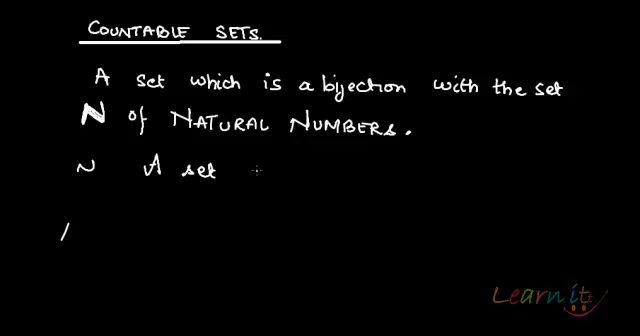 COUNTABLE SETS.
A set which is a bijection with the set
N of NATURAL NUMBERS.
N A set
Learnit